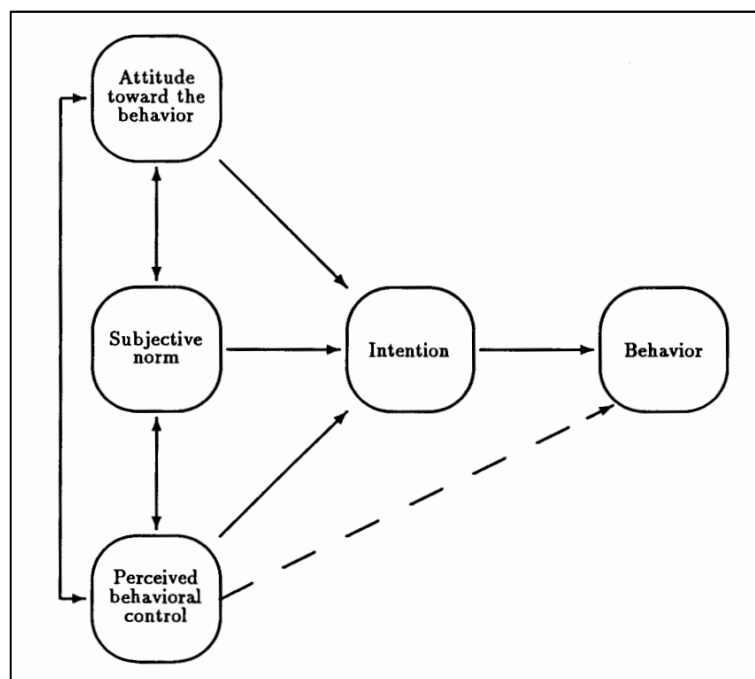 Attitude
toward the
behavior
Subjective
norm
Intention
Behavior
Perceived
behavioral
control